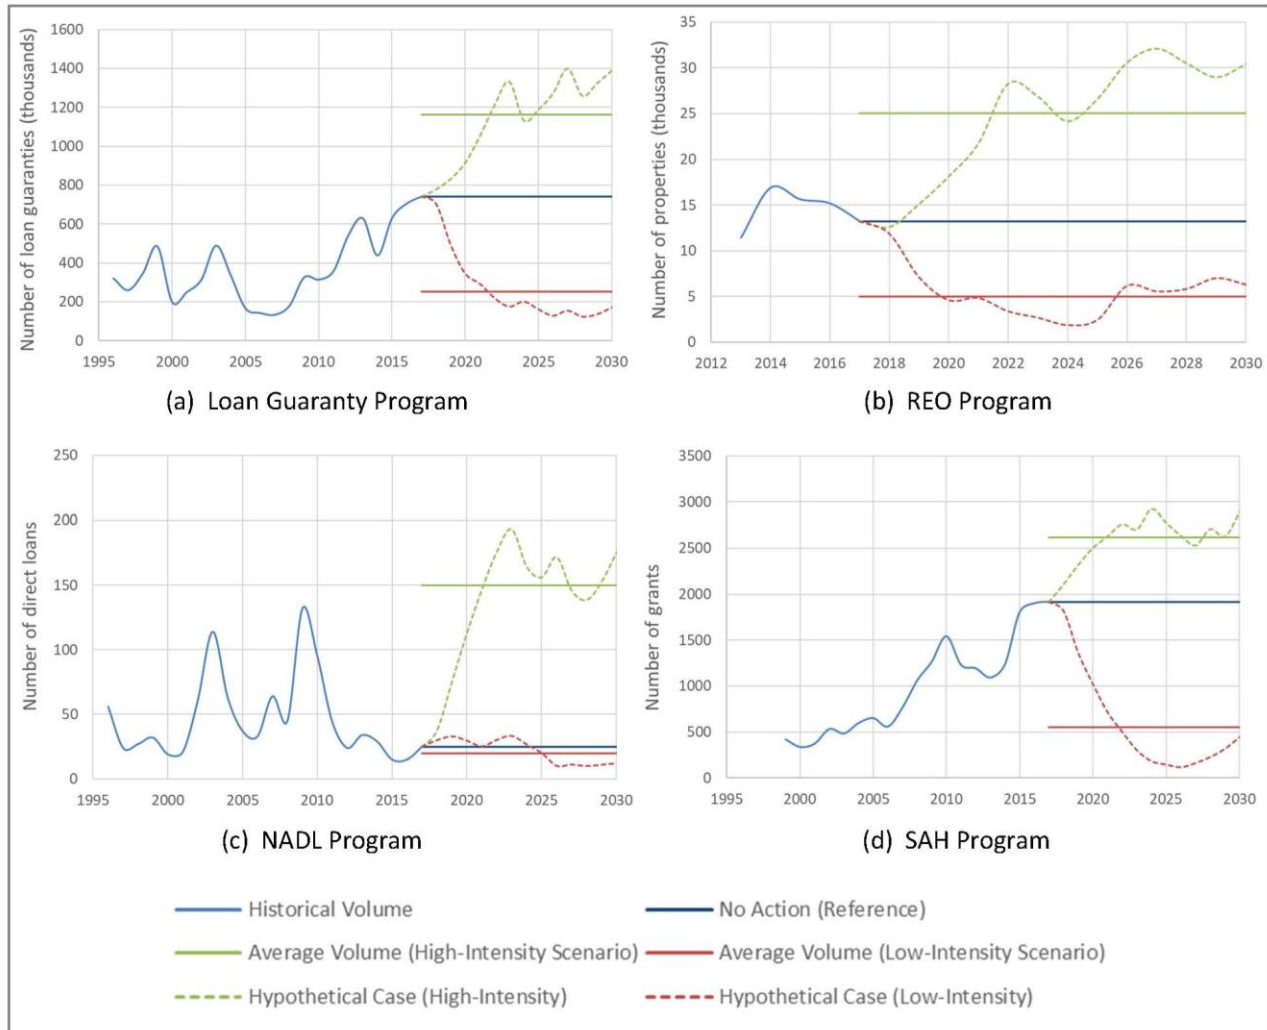 Number of loan guaranties (thousands)
1600
1400
1200
1000
800
600
400
200
0
1995 2000 2005 2010 2015 2020 2025 2030
(a) Loan Guaranty Program
Number of properties (thousands)
35
30
25
20
15
10
5
0
2012 2014 2016 2018 2020 2022 2024 2026 2028 2030
(b) REO Program
Number of direct loans
250
200
150
100
50
0
1995 2000 2005 2010 2015 2020 2025 2030
(c) NADL Program
Number of grants
3500
3000
2500
2000
1500
1000
500
0
1995 2000 2005 2010 2015 2020 2025 2030
(d) SAH Program
Historical Volume
No Action (Reference)
Average Volume (High-Intensity Scenario)
Average Volume (Low-Intensity Scenario)
Hypothetical Case (High-Intensity)
Hypothetical Case (Low-Intensity)